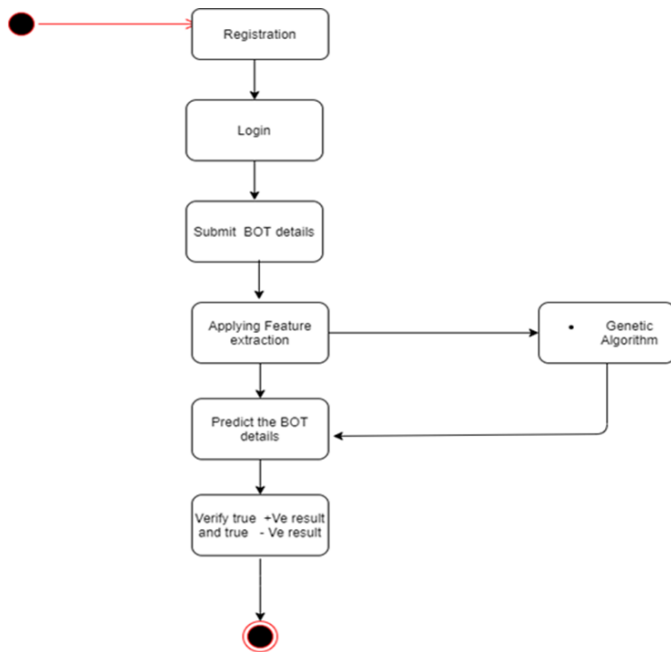 Registration
Login
Submit BOT details
Applying Feature
extraction
• Genetic
Algorithm
Predict the BOT
details
Verify true +Ve result
and true - Ve result